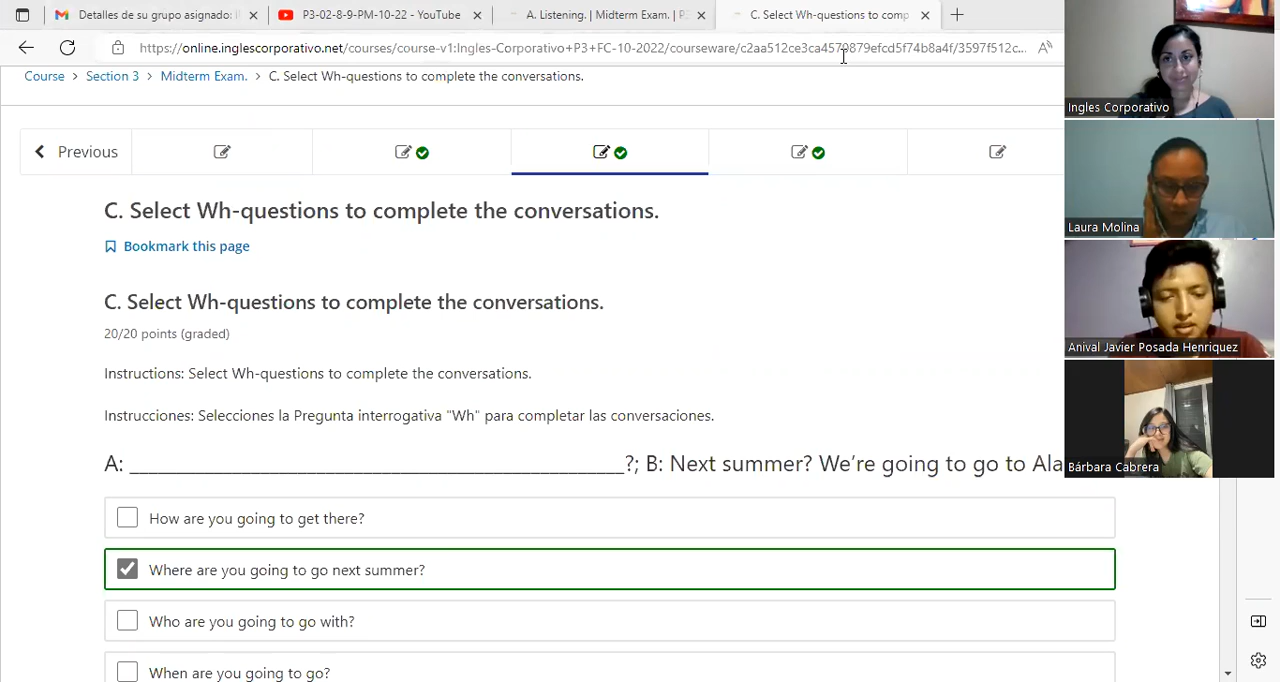 Detalles de su grupo asignado: I
P3-02-8-9-PM-10-22 - YouTube
A. Listening. | Midterm Exam. | P3
C. Select Wh-questions to comp
https://online.inglescorporativo.net/courses/course-v1:Ingles-Corporativo+P3+FC-10-2022/courseware/c2aa512ce3ca4579879efcd5f74b8a4f/3597f512c...
Course > Section 3 > Midterm Exam. > C. Select Wh-questions to complete the conversations.
Previous
C. Select Wh-questions to complete the conversations.
Bookmark this page
C. Select Wh-questions to complete the conversations.
20/20 points (graded)
Instructions: Select Wh-questions to complete the conversations.
Instrucciones: Selecciones la Pregunta interrogativa "Wh" para completar las conversaciones.
A: ________________________________________?; B: Next summer? We’re going to go to Ala
How are you going to get there?
Where are you going to go next summer?
Who are you going to go with?
When are you going to go?
Ingles Corporativo
Laura Molina
Anival Javier Posada Henriquez
Bárbara Cabrera